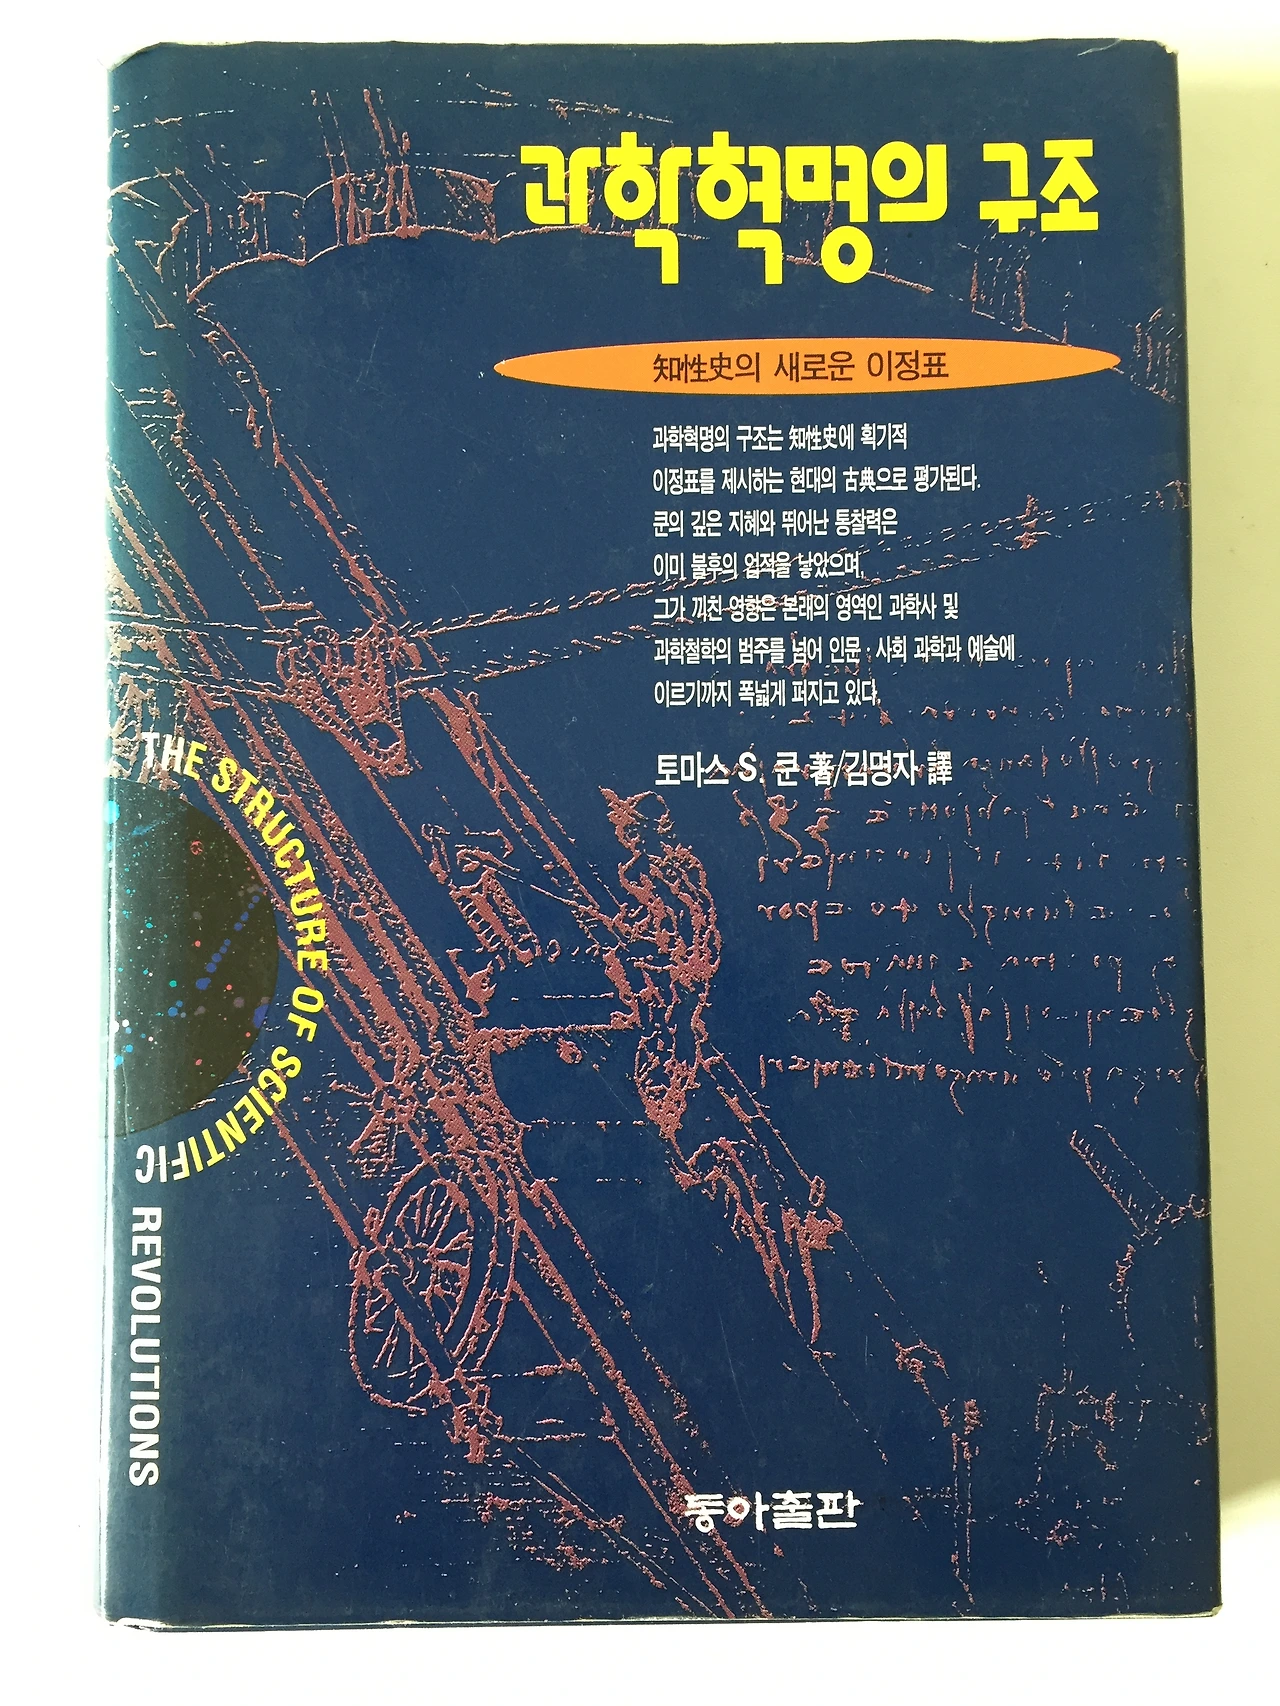 과학혁명의 구조
知性史의 새로운 이정표
과학혁명의 구조는 知性史에 획기적
이정표를 제시하는 현대의 古典으로 평가된다.
쿤의 깊은 지혜와 뛰어난 통찰력은
이미 불후의 업적을 낳았으며,
그가 끼친 영향은 본래의 영역인 과학사 및
과학철학의 범주를 넘어 인문·사회 과학과 예술에
이르기까지 폭넓게 퍼지고 있다.
토마스 S. 쿤 著/김명자 譯
THE STRUCTURE OF SCIENTIFIC REVOLUTIONS
동아출판